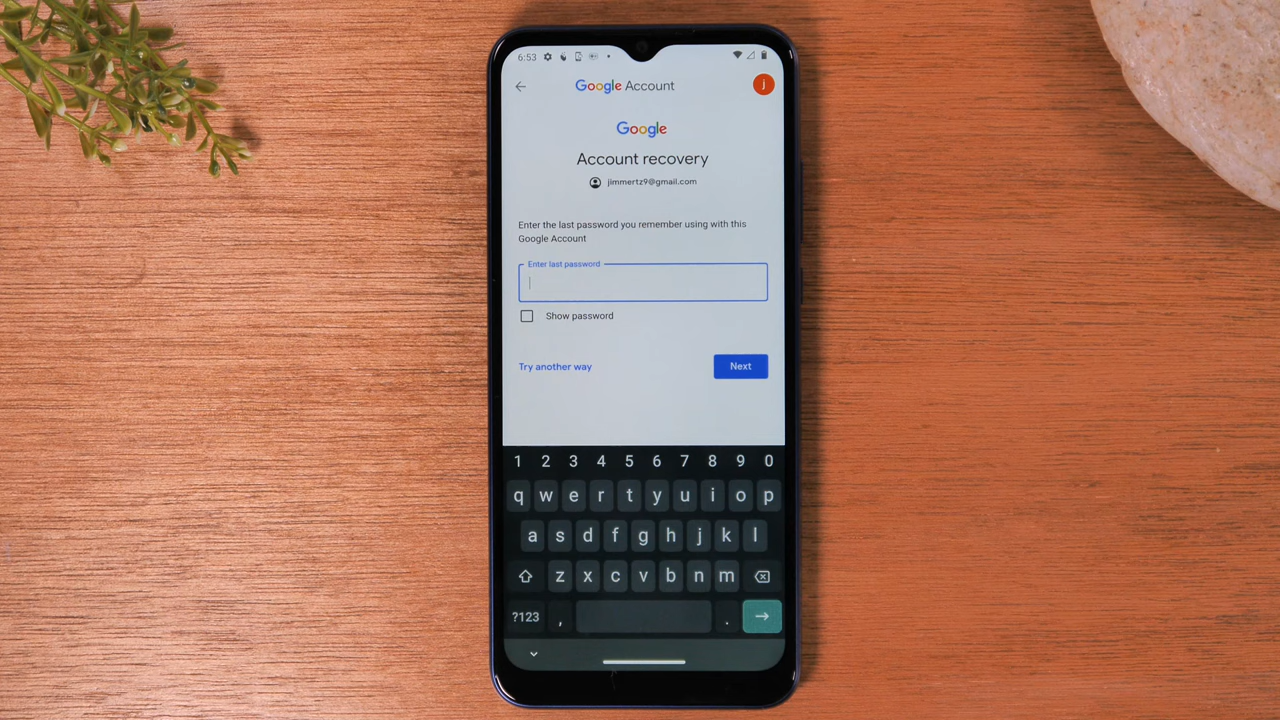 6:53
Google Account
j
Google
Account recovery
jimmertz9@gmail.com
Enter the last password you remember using with this
Google Account
Enter last password
Show password
Try another way
Next
1 2 3 4 5 6 7 8 9 0
q w e r t y u i o p
a s d f g h j k l
z x c v b n m
?123 , .